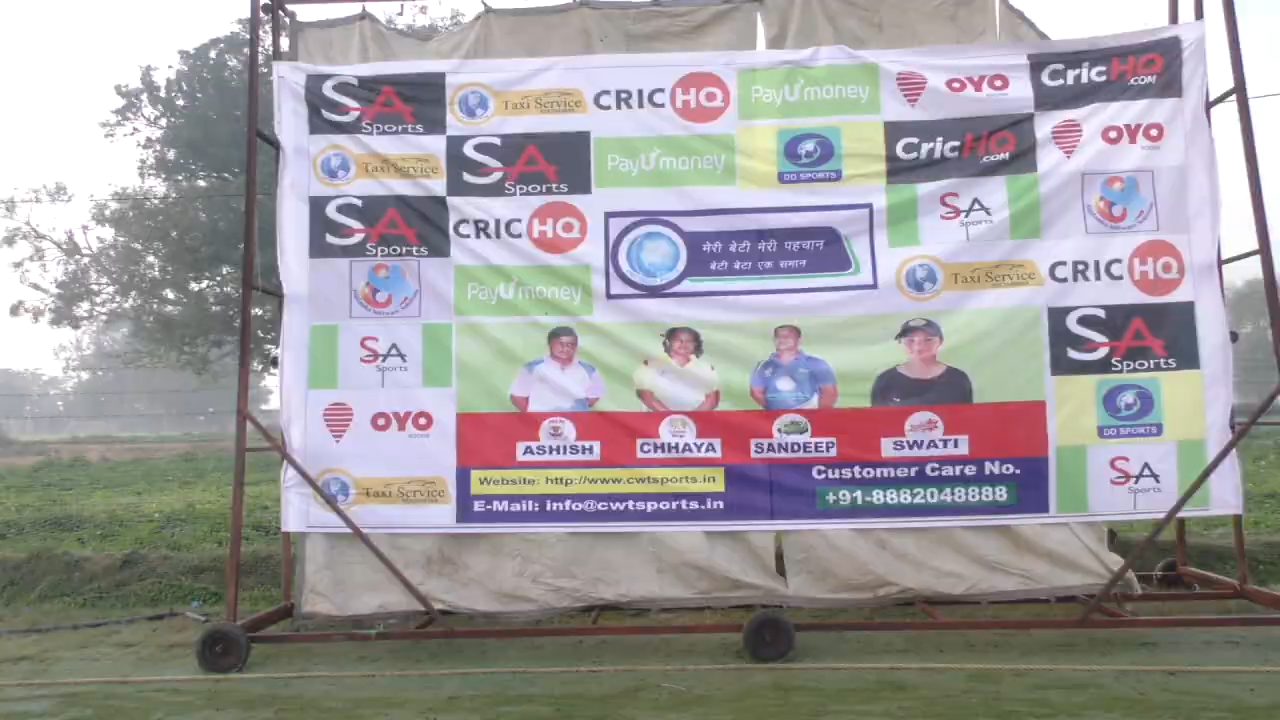 SA Sports
Taxi Service
CRIC HQ
PayUmoney
OYO
CricHQ .COM
Taxi Service
SA Sports
PayUmoney
DD SPORTS
CricHQ .COM
OYO
SA Sports
CRIC HQ
मेरी बेटी मेरी पहचान
बेटी बेटा एक समान
SA Sports
PayUmoney
Taxi Service
CRIC HQ
SA Sports
SA Sports
OYO
DD SPORTS
ASHISH
CHHAYA
SANDEEP
SWATI
Taxi Service
Website: http://www.cwtsports.in
E-Mail: info@cwtsports.in
Customer Care No.
+91-8882048888
SA Sports